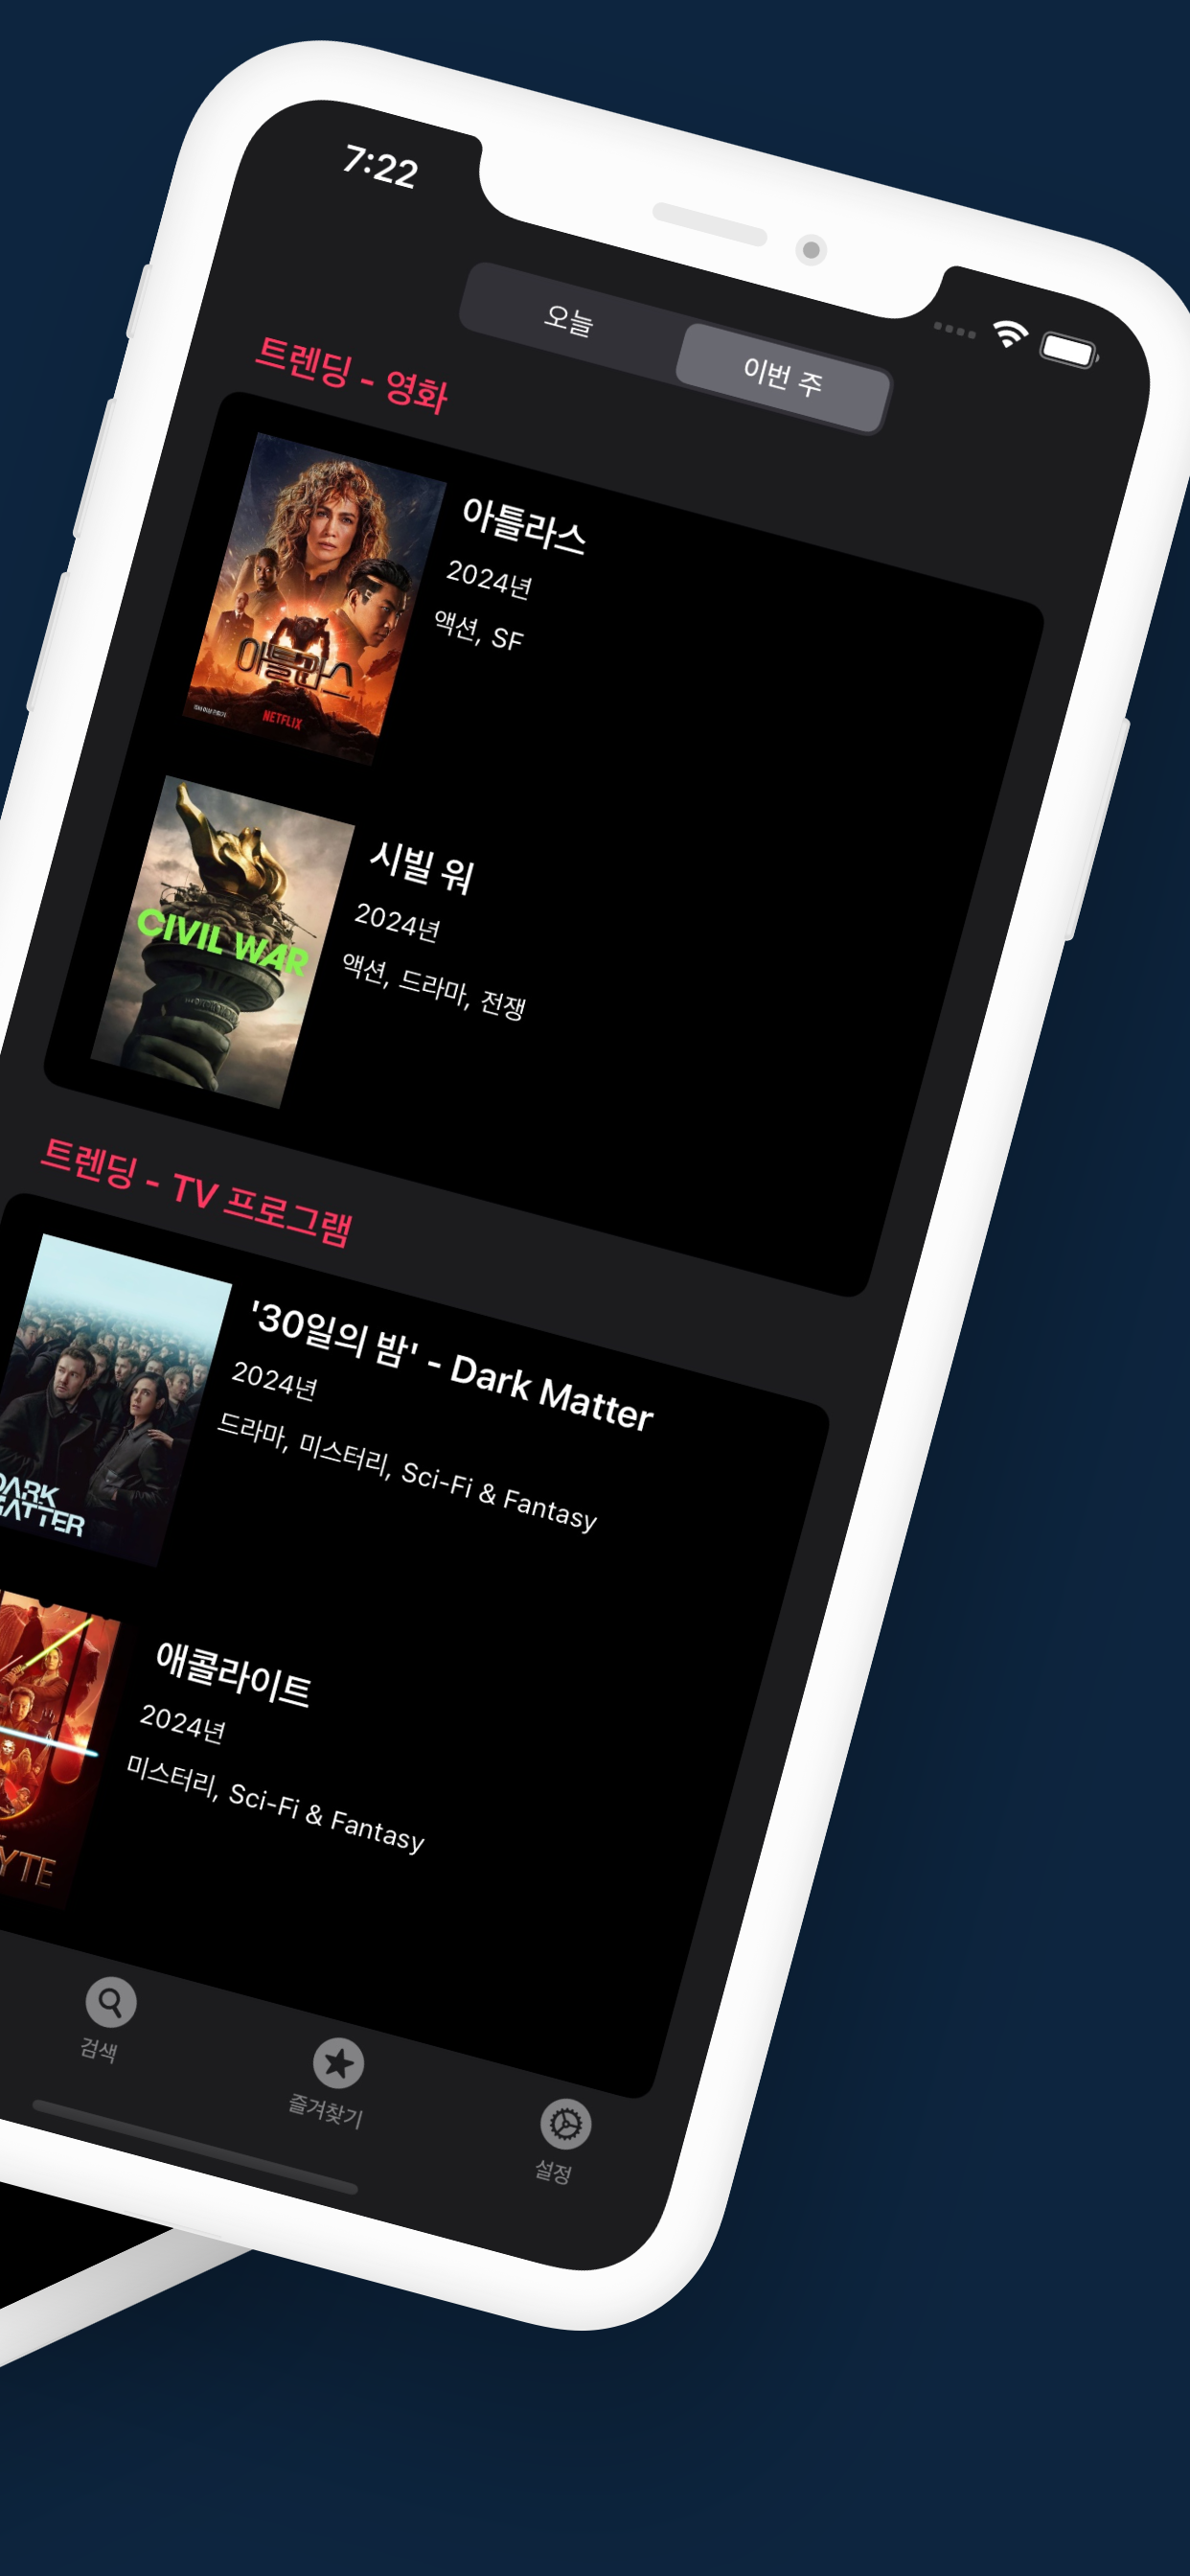 7:22
오늘
이번 주
트렌딩 - 영화
아틀라스
2024년
액션, SF
아틀라스
NETFLIX
시빌 워
2024년
액션, 드라마, 전쟁
CIVIL WAR
트렌딩 - TV 프로그램
'30일의 밤' - Dark Matter
2024년
드라마, 미스터리, Sci-Fi & Fantasy
DARK
MATTER
애콜라이트
2024년
미스터리, Sci-Fi & Fantasy
YTE
검색
즐겨찾기
설정